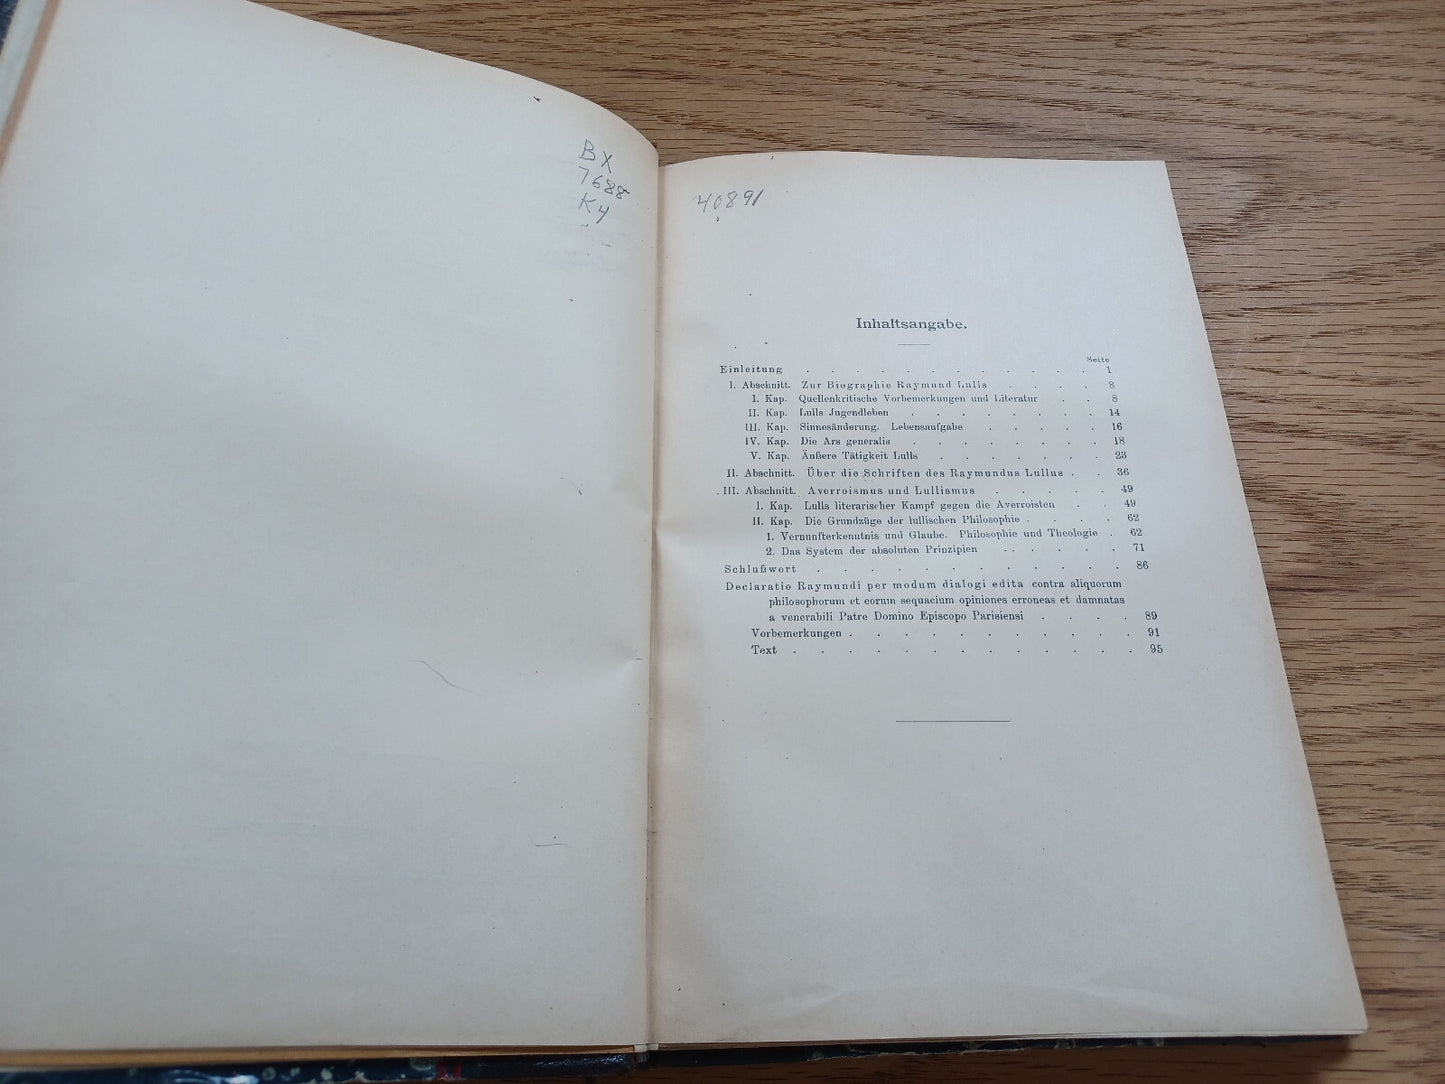 BX
7688
K4
40891
Inhaltsangabe.
Seite
Einleitung . . . . . . . . . . . . 1
I. Abschnitt. Zur Biographie Raymund Lulls . . . . 8
I. Kap. Quellenkritische Vorbemerkungen und Literatur . . 8
II. Kap. Lulls Jugendleben . . . . . . . . 14
III. Kap. Sinnesänderung. Lebensaufgabe . . . . . 16
IV. Kap. Die Ars generalis . . . . . . . . 18
V. Kap. Äußere Tätigkeit Lulls . . . . . . . 23
II. Abschnitt. Über die Schriften des Raymundus Lullus . . 36
III. Abschnitt. Averroismus und Lullismus . . . . . 49
I. Kap. Lulls literarischer Kampf gegen die Averroisten . . 49
II. Kap. Die Grundzüge der lullischen Philosophie . . . . 62
1. Vernunfterkenntnis und Glaube. Philosophie und Theologie . 62
2. Das System der absoluten Prinzipien . . . . . . 71
Schlußwort . . . . . . . . . . . . 86
Declaratio Raymundi per modum dialogi edita contra aliquorum
philosophorum et eorum sequacium opiniones erroneas et damnatas
a venerabili Patre Domino Episcopo Parisiensi . . . . 89
Vorbemerkungen . . . . . . . . . . . 91
Text . . . . . . . . . . . . . 95